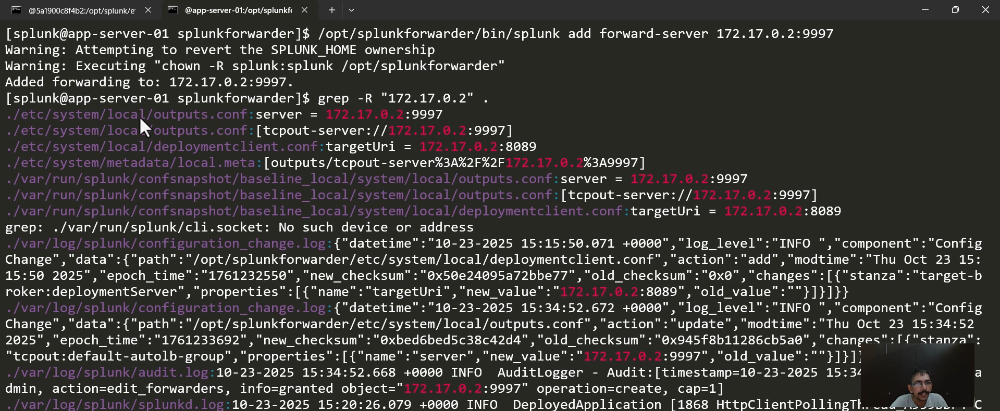 @5a1900c8f4b2:/opt/splunk/e
@app-server-01:/opt/splunkf
[splunk@app-server-01 splunkforwarder]$ /opt/splunkforwarder/bin/splunk add forward-server 172.17.0.2:9997
Warning: Attempting to revert the SPLUNK_HOME ownership
Warning: Executing "chown -R splunk:splunk /opt/splunkforwarder"
Added forwarding to: 172.17.0.2:9997.
[splunk@app-server-01 splunkforwarder]$ grep -R "172.17.0.2" .
./etc/system/local/outputs.conf:server = 172.17.0.2:9997
./etc/system/local/outputs.conf:[tcpout-server://172.17.0.2:9997]
./etc/system/local/deploymentclient.conf:targetUri = 172.17.0.2:8089
./etc/system/metadata/local.meta:[outputs/tcpout-server%3A%2F%2F172.17.0.2%3A9997]
./var/run/splunk/confsnapshot/baseline_local/system/local/outputs.conf:server = 172.17.0.2:9997
./var/run/splunk/confsnapshot/baseline_local/system/local/outputs.conf:[tcpout-server://172.17.0.2:9997]
./var/run/splunk/confsnapshot/baseline_local/system/local/deploymentclient.conf:targetUri = 172.17.0.2:8089
grep: ./var/run/splunk/cli.socket: No such device or address
./var/log/splunk/configuration_change.log:{"datetime":"10-23-2025 15:15:50.071 +0000","log_level":"INFO ","component":"Config
Change","data":{"path":"/opt/splunkforwarder/etc/system/local/deploymentclient.conf","action":"add","modtime":"Thu Oct 23 15:
15:50 2025","epoch_time":"1761232550","new_checksum":"0x50e24095a72bbe77","old_checksum":"0x0","changes":[{"stanza":"target-b
roker:deploymentServer","properties":[{"name":"targetUri","new_value":"172.17.0.2:8089","old_value":""}]}]}}
./var/log/splunk/configuration_change.log:{"datetime":"10-23-2025 15:34:52.672 +0000","log_level":"INFO ","component":"Config
Change","data":{"path":"/opt/splunkforwarder/etc/system/local/outputs.conf","action":"update","modtime":"Thu Oct 23 15:34:52
2025","epoch_time":"1761233692","new_checksum":"0xbed6bed5c38c42d4","old_checksum":"0x945f8b11286cb5a0","changes":[{"stanza":
"tcpout:default-autolb-group","properties":[{"name":"server","new_value":"172.17.0.2:9997","old_value":""}]}]
./var/log/splunk/audit.log:10-23-2025 15:34:52.668 +0000 INFO  AuditLogger - Audit:[timestamp=10-23-2025 15:34 a
dmin, action=edit_forwarders, info=granted object="172.17.0.2:9997" operation=create, cap=1]
./var/log/splunk/splunkd.log:10-23-2025 15:20:26.079 +0000 INFO  DeployedApplication [1868